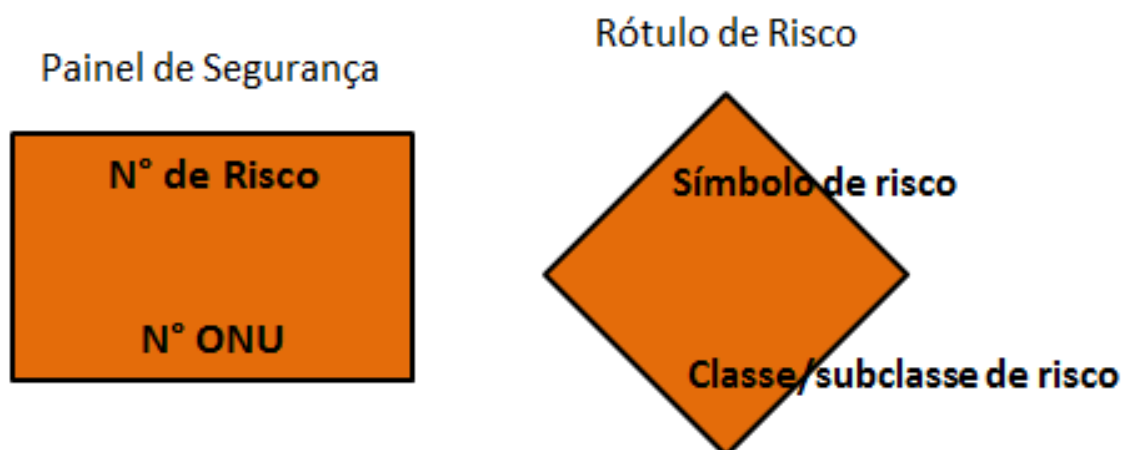 Painel de Segurança
N° de Risco
N° ONU
Rótulo de Risco
Símbolo de risco
Classe/subclasse de risco